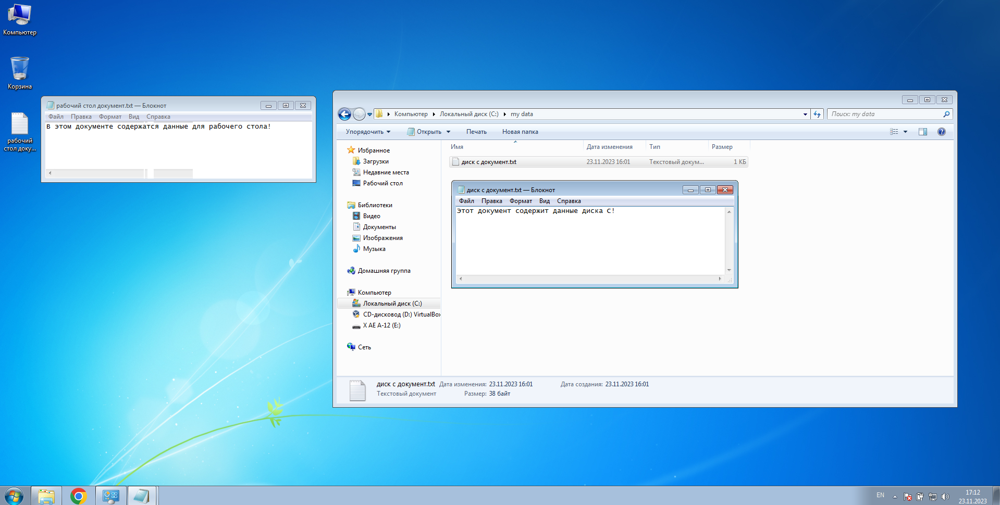 Компьютер
Корзина
рабочий
стол доку...
рабочий стол документ.txt — Блокнот
Файл Правка Формат Вид Справка
В этом документе содержатся данные для рабочего стола!
Компьютер Локальный диск (C:) my data
Поиск: my data
Упорядочить Открыть Печать Новая папка
Избранное
Загрузки
Недавние места
Рабочий стол
Библиотеки
Видео
Документы
Изображения
Музыка
Домашняя группа
Компьютер
Локальный диск (C:)
CD-дисковод (D:) VirtualBox
X AE A-12 (E:)
Сеть
Имя Дата изменения Тип Размер
диск с документ.txt 23.11.2023 16:01 Текстовый докум... 1 КБ
диск с документ.txt — Блокнот
Файл Правка Формат Вид Справка
Этот документ содержит данные диска С!
диск с документ.txt Дата изменения: 23.11.2023 16:01 Дата создания: 23.11.2023 16:01
Текстовый документ Размер: 38 байт
EN
17:12
23.11.2023